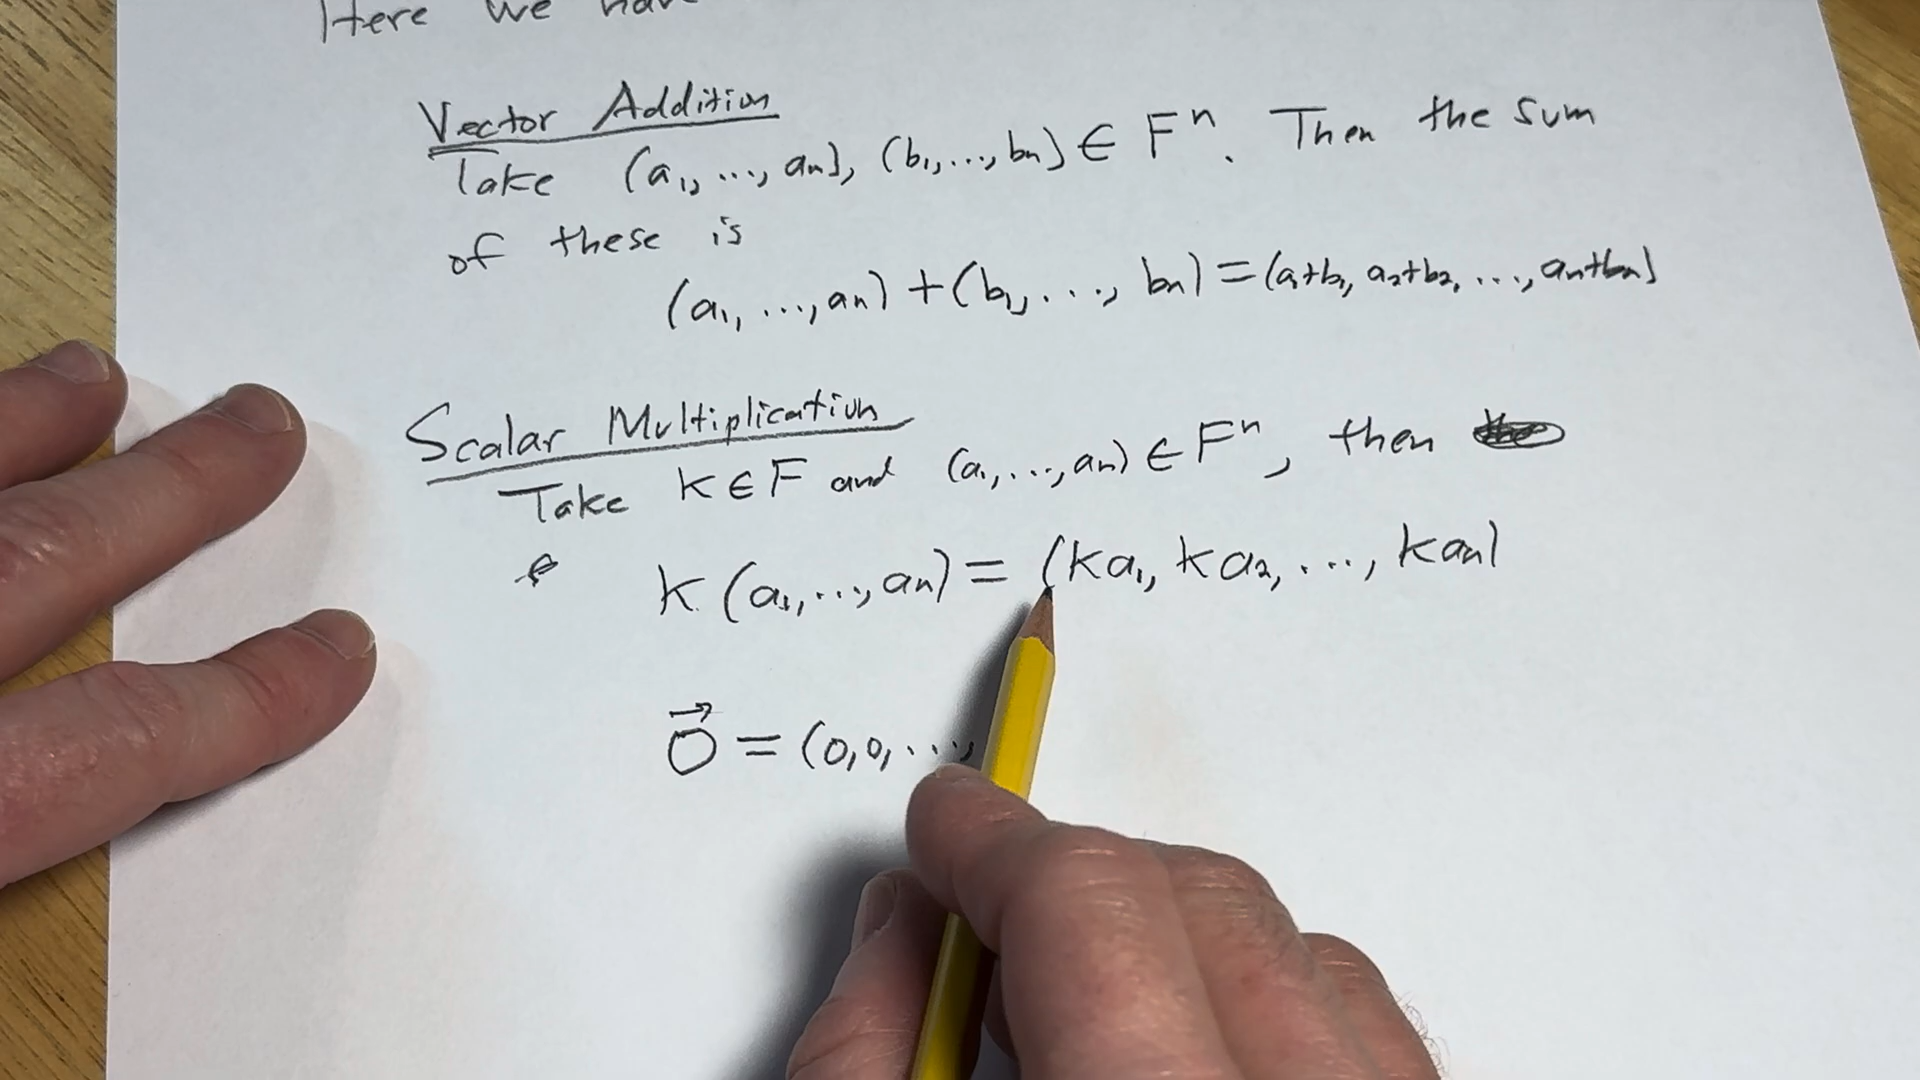 Here we have
Vector Addition
Take (a₁, ..., aₙ), (b₁, ..., bₙ) ∈ Fⁿ. Then the sum
of these is
(a₁, ..., aₙ) + (b₁, ..., bₙ) = (a₁+b₁, a₂+b₂, ..., aₙ+bₙ)
Scalar Multiplication
Take k ∈ F and (a₁, ..., aₙ) ∈ Fⁿ, then
k (a₁, ..., aₙ) = (ka₁, ka₂, ..., kaₙ)
0⃗ = (0, 0, ...,